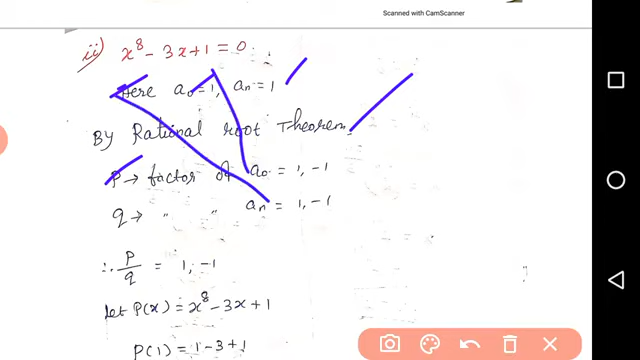 Scanned with CamScanner
ii) x⁸ - 3x + 1 = 0.
Here a₀ = 1, aₙ = 1
By Rational root Theorem
p → factor of a₀ = 1, -1
q → " " aₙ = 1, -1
∴ p/q = 1, -1
let P(x) = x⁸ - 3x + 1
P(1) = 1 - 3 + 1